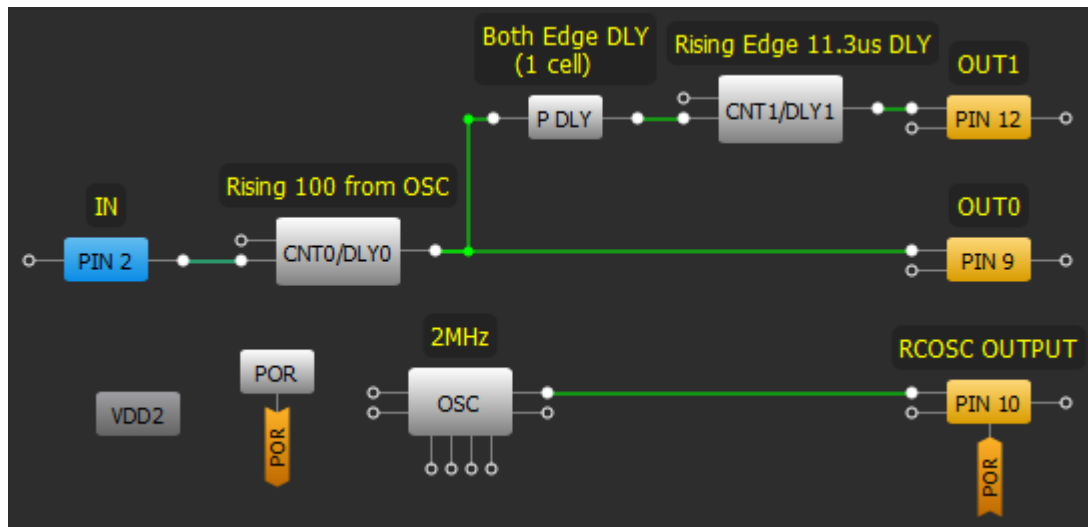 Both Edge DLY
(1 cell)
Rising Edge 11.3us DLY
OUT1
P DLY
CNT1/DLY1
PIN 12
IN
Rising 100 from OSC
OUT0
PIN 2
CNT0/DLY0
PIN 9
2MHz
RCOSC OUTPUT
POR
VDD2
OSC
PIN 10
POR
POR